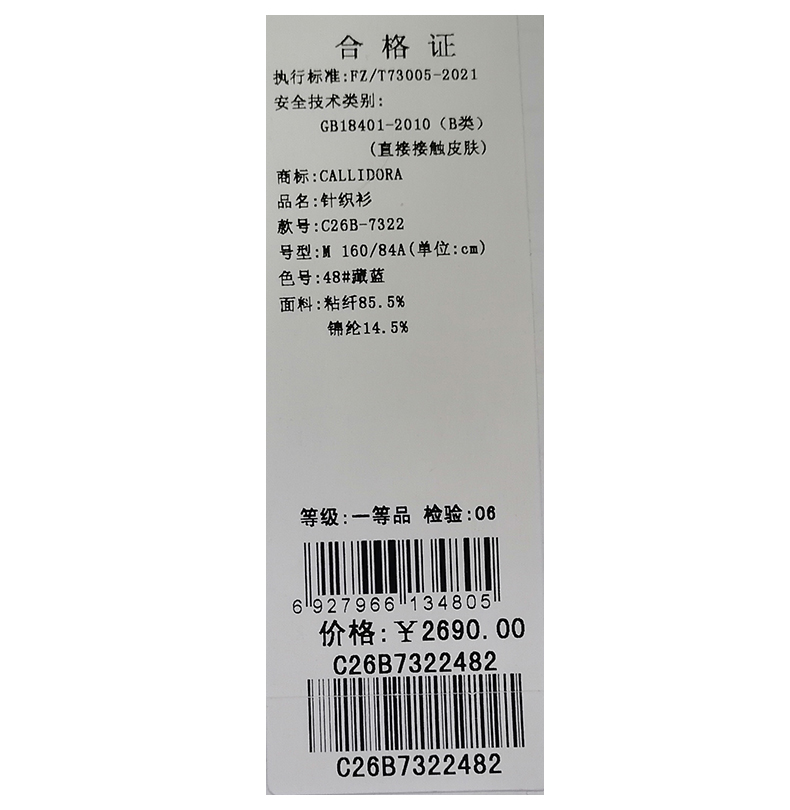 合格证
执行标准:FZ/T73005-2021
安全技术类别:
GB18401-2010（B类）
(直接接触皮肤)
商标:CALLIDORA
品名:针织衫
款号:C26B-7322
号型:M 160/84A(单位:cm)
色号:48#藏蓝
面料:粘纤85.5%
锦纶14.5%
等级:一等品 检验:06
6 927966 134805
价格:￥2690.00
C26B7322482
C26B7322482